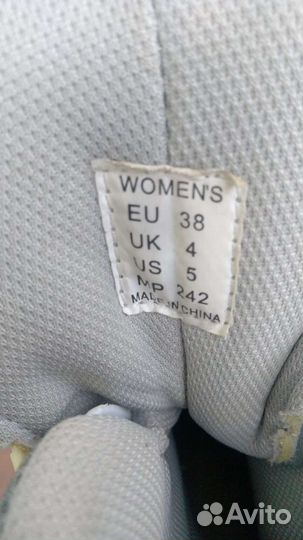 WOMEN'S
EU 38
UK 4
US 5
MP 242
MADE IN CHINA
Avito